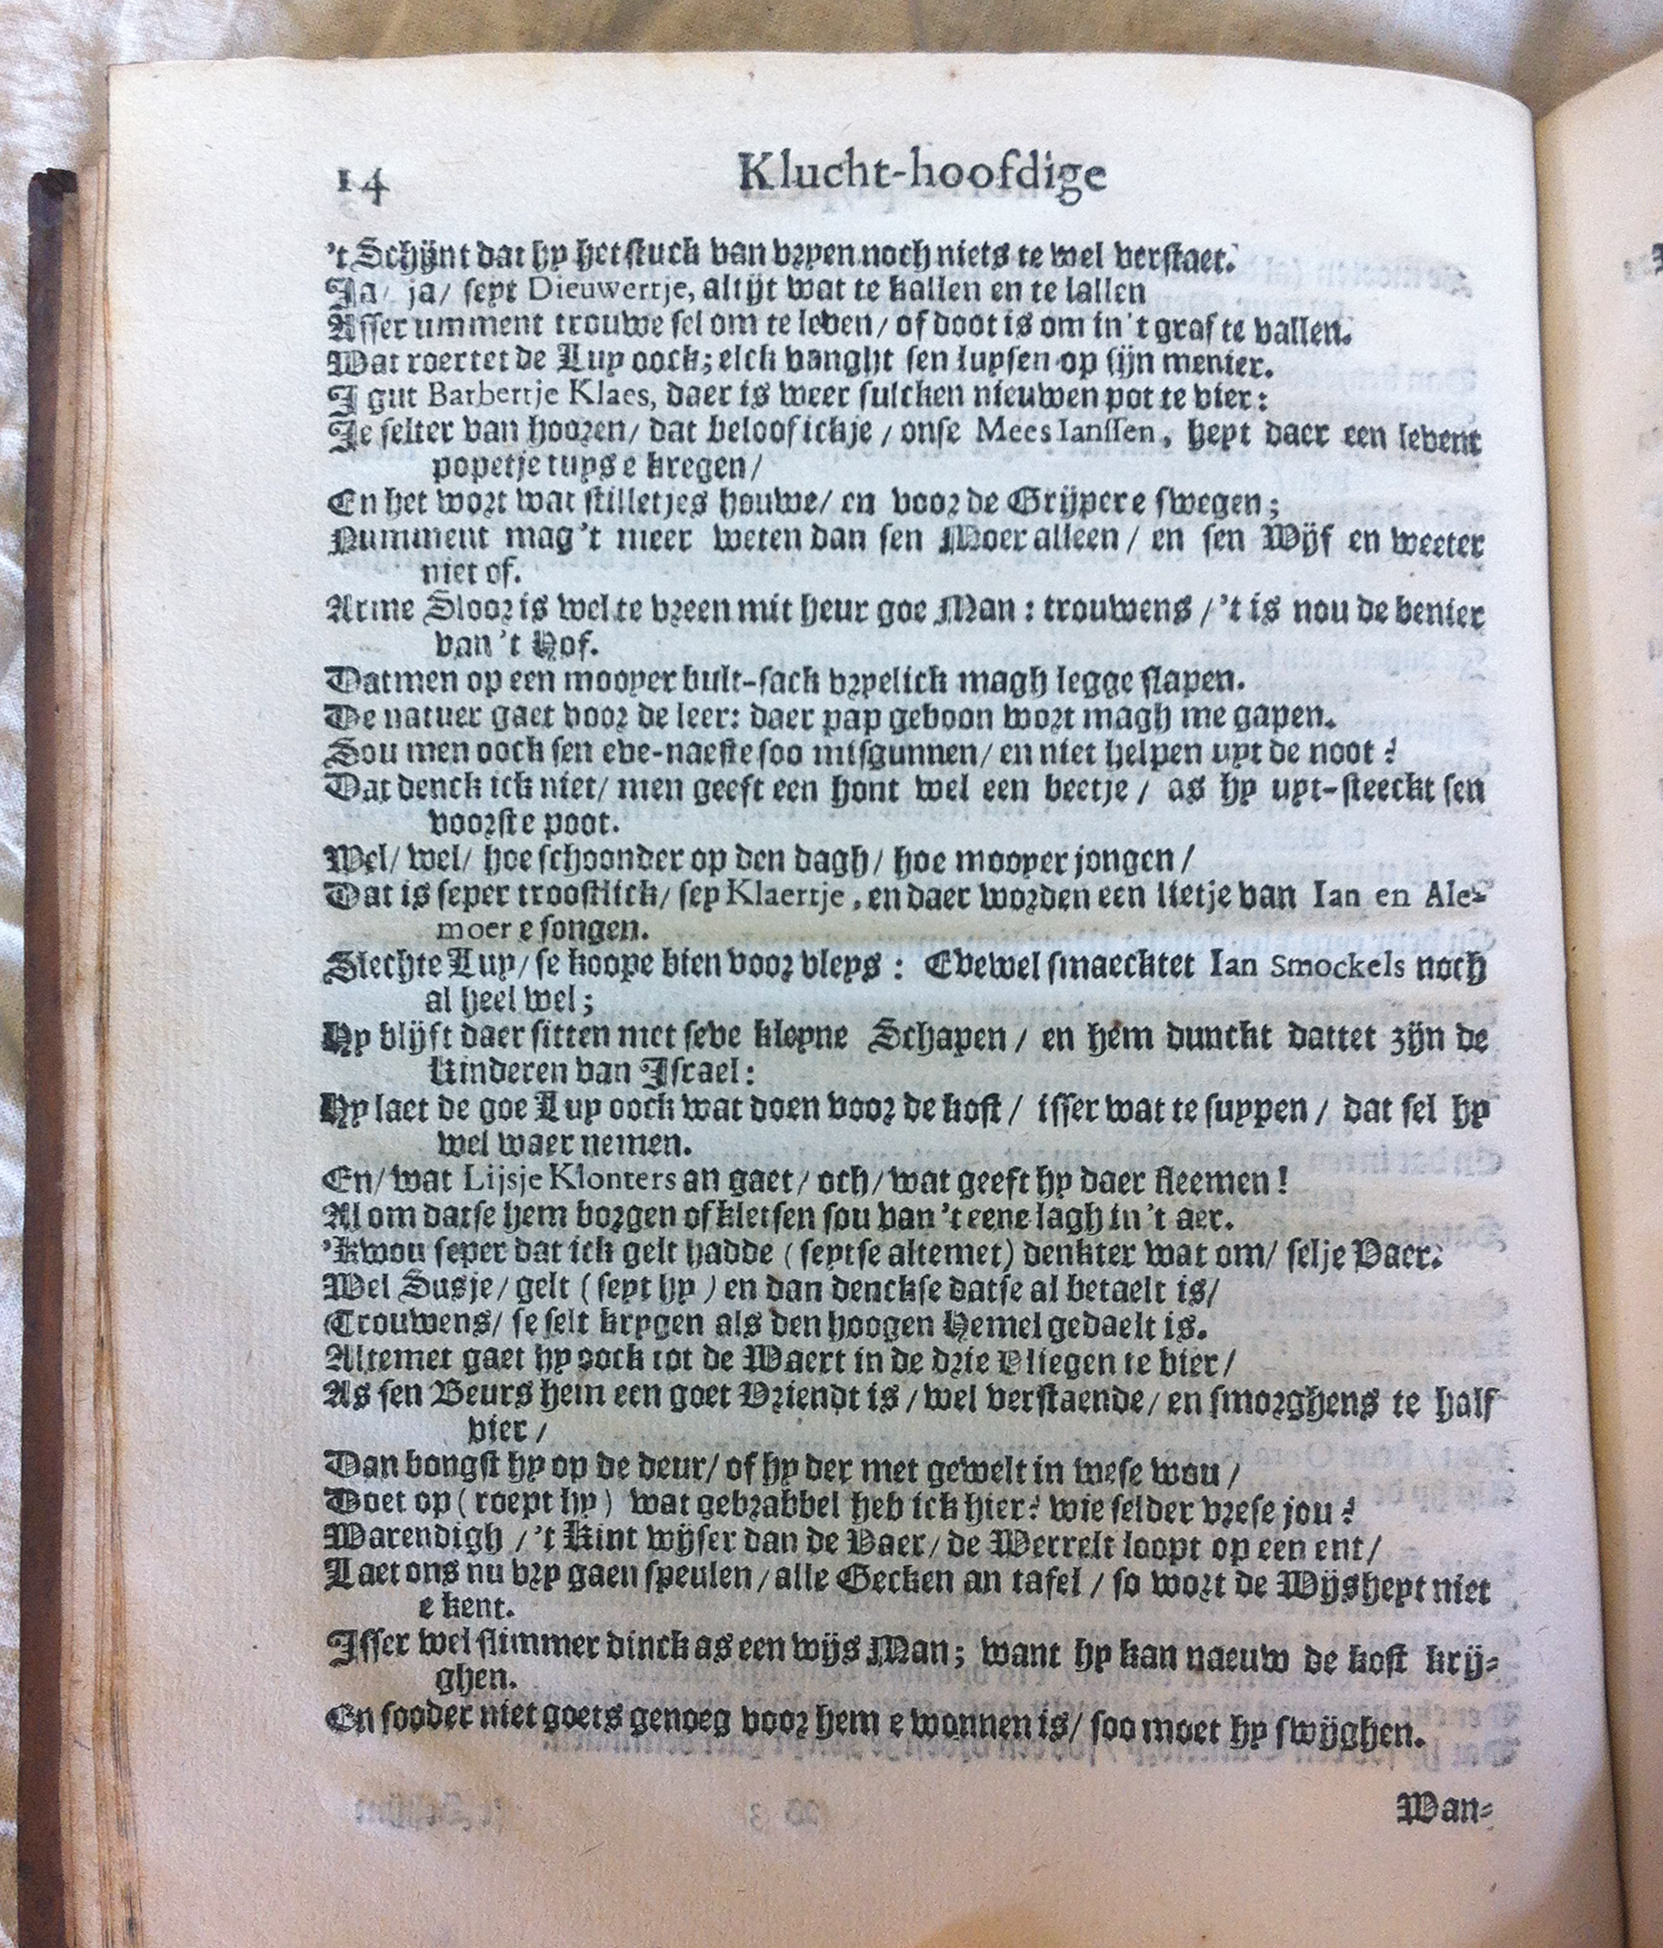 14 Klucht-hoofdige
't Schijnt dat hy het stuck van vryen noch niets te wel verstaet.
Ja/ ja/ seyt Dieuwertje, altijt wat te kallen en te lallen
Asser umment trouwe sel om te leven/ of doot is om in 't graf te vallen.
Wat roertet de Luy oock; elck vanght sen luysen op sijn menier.
J gut Barbertje Klaes, daer is weer sulcken nieuwen pot te vier:
Je selter van hooren/ dat beloof ickje / onse Mees Ianssen, heyt daer een levent
popetje tuys e kregen/
En het wort wat stilletjes houwe/ en voor de Grijper e swegen;
Numment mag 't meer weten dan sen Moer alleen / en sen Wijf en weeter
niet of.
Arme Sloor is wel te vreen mit heur goe Man: trouwens /'t is nou de benier
van 't Hof.
Datmen op een mooyer bult-sack vryelick magh legge slapen.
De natuer gaet voor de leer: daer pap geboon wort magh me gapen.
Sou men oock sen eve-naeste soo misgunnen/ en niet helpen uyt de noot?
Dat denck ick niet/ men geeft een hont wel een beetje / as hy uyt-steeckt sen
voorste poot.
Wel/ wel/ hoe schoonder op den dagh/ hoe mooyer jongen /
Dat is seper troostlick/ sey Klaertje, en daer worden een lietje van Ian en Ale-
moer e songen.
Slechte Luy/ se koope bien voor vleys: Evewel smaecktet Ian Smockels noch
al heel wel;
Hy blijft daer sitten met seve kleyne Schapen / en hem dunckt dattet zijn de
Kinderen van Israel:
Hy laet de goe Luy oock wat doen voor de kost / isser wat te suypen / dat sel hy
wel waer nemen.
En/ wat Lijsje Klonters an gaet/ och/ wat geeft hy daer fleemen!
Al om datse hem borgen of kletsen sou van 't eene lagh in 't aer.
'kwou seper dat ick gelt hadde (seytse altemet) denkter wat om/ selje Vaer.
Wel Susje/ gelt (seyt hy) en dan denckse datse al betaelt is/
Trouwens/ se selt krygen als den hoogen Hemel gedaelt is.
Altemet gaet hy oock tot de Waert in de drie Vliegen te bier/
As sen Beurs hem een goet Vriendt is / wel verstaende/ en smorghens te half
vier /
Dan bongst hy op de deur/ of hy der met gewelt in wese wou /
Doet op (roept hy) wat gebrabbel heb ick hier? wie selder vrese jou?
Warendigh / 't Kint wijser dan de Vaer/ de Werrelt loopt op een ent /
Laet ons nu vry gaen speulen / alle Gecken an tafel / so wort de Wijsheyt niet
e kent.
Isser wel slimmer dinck as een wijs Man; want hy kan naeuw de kost krij-
ghen.
En sooder niet goets genoeg voor hem e wonnen is/ soo moet hy swijghen.
Wan-